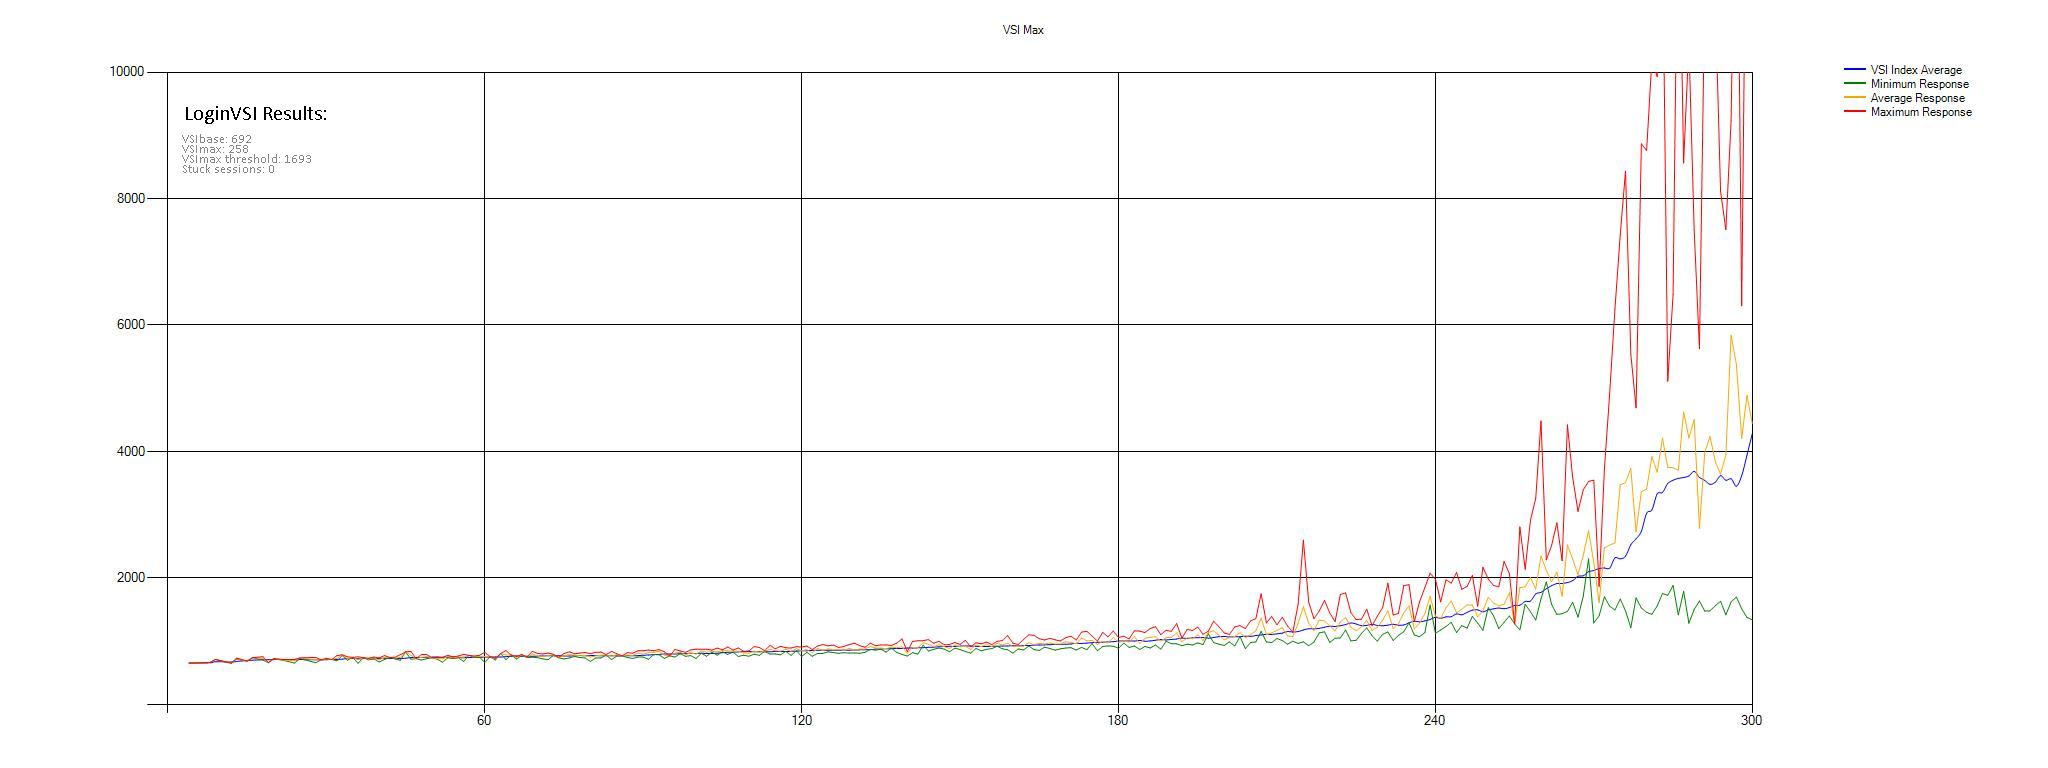 VSI Max
10000
8000
6000
4000
2000
LoginVSI Results:
VSIbase: 692
VSImax: 258
VSImax threshold: 1693
Stuck sessions: 0
60
120
180
240
300
VSI Index Average
Minimum Response
Average Response
Maximum Response